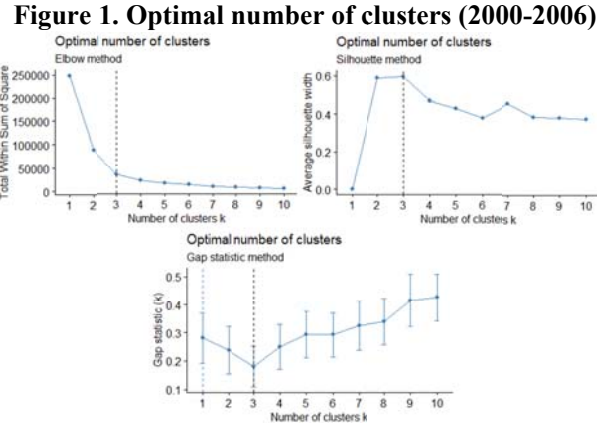 Figure 1. Optimal number of clusters (2000-2006)
Optimal number of clusters
Elbow method
Total Within Sum of Square
250000
200000
150000
100000
50000
0
1 2 3 4 5 6 7 8 9 10
Number of clusters k
Optimal number of clusters
Silhouette method
Average silhouette width
0.6
0.4
0.2
0.0
1 2 3 4 5 6 7 8 9 10
Number of clusters k
Optimal number of clusters
Gap statistic method
Gap statistic (k)
0.5
0.4
0.3
0.2
0.1
1 2 3 4 5 6 7 8 9 10
Number of clusters k